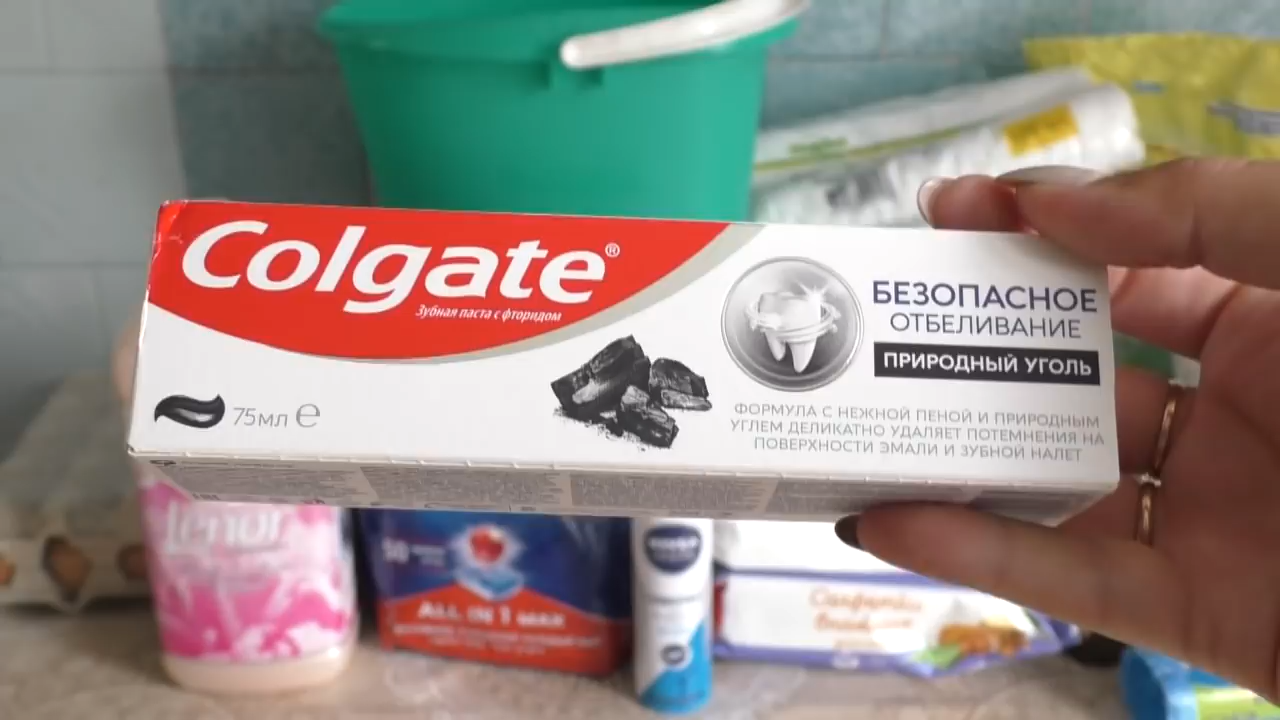 Colgate®
Зубная паста с фторидом
БЕЗОПАСНОЕ
ОТБЕЛИВАНИЕ
ПРИРОДНЫЙ УГОЛЬ
75мл e
ФОРМУЛА С НЕЖНОЙ ПЕНОЙ И ПРИРОДНЫМ
УГЛЕМ ДЕЛИКАТНО УДАЛЯЕТ ПОТЕМНЕНИЯ НА
ПОВЕРХНОСТИ ЭМАЛИ И ЗУБНОЙ НАЛЕТ
Lenor
ALL IN 1 MAX